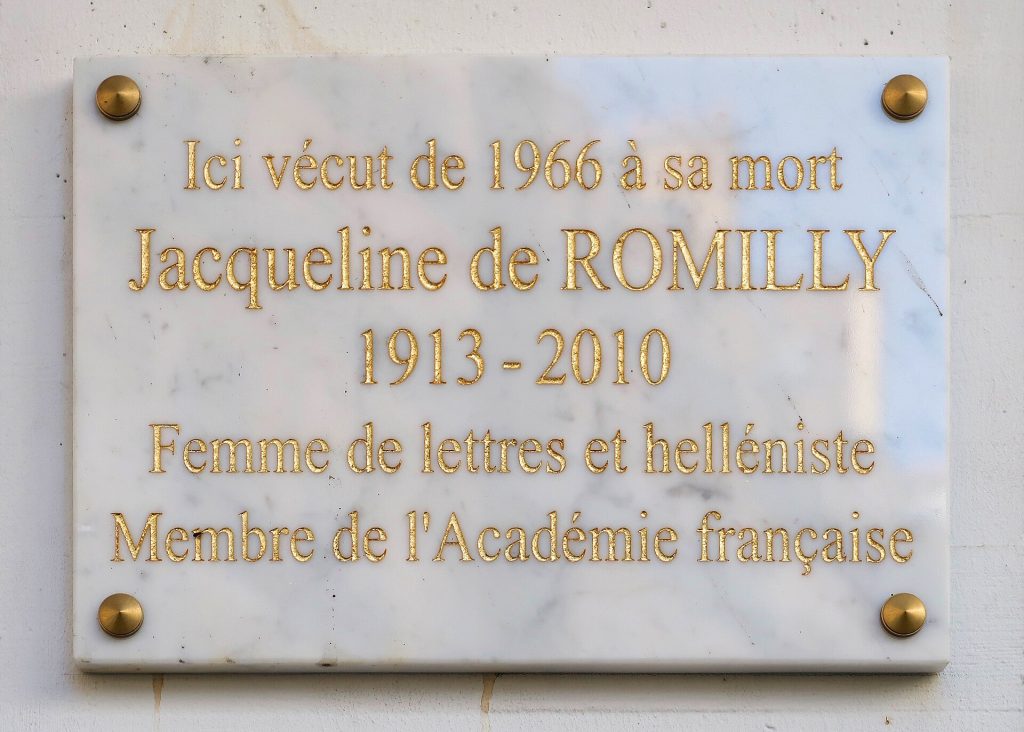 Ici vécut de 1966 à sa mort
Jacqueline de ROMILLY
1913 - 2010
Femme de lettres et helléniste
Membre de l'Académie française